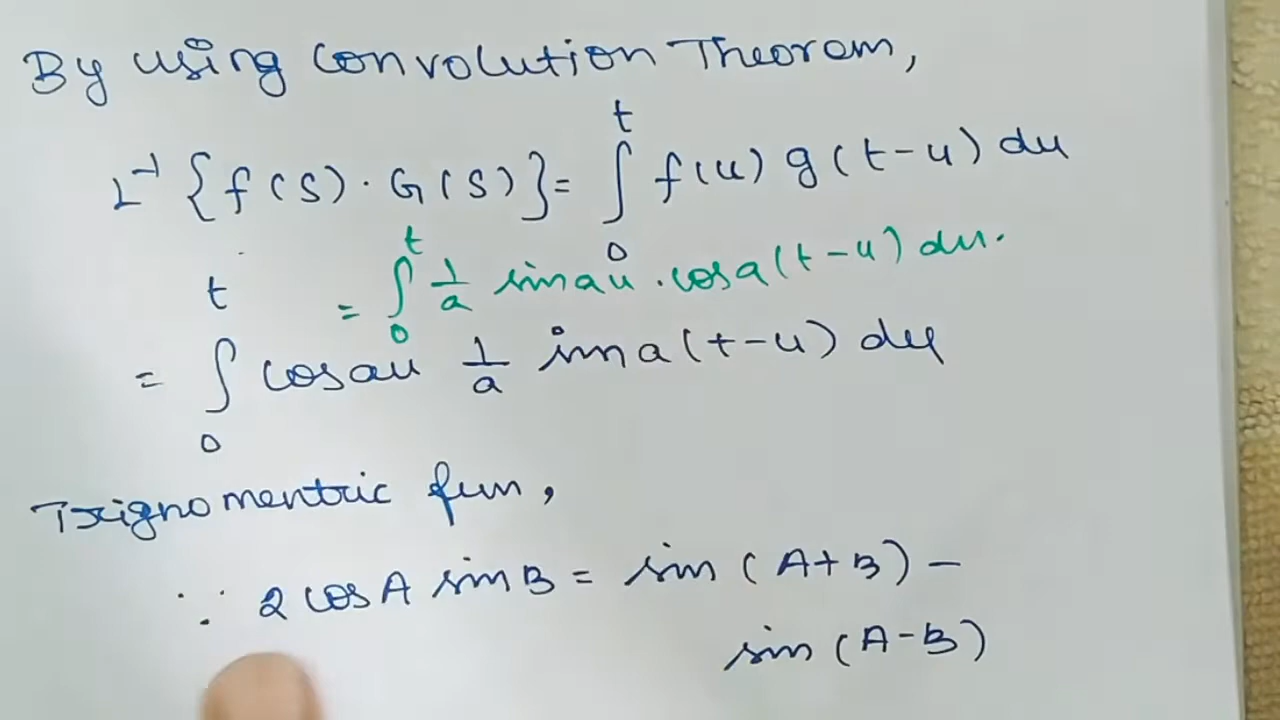 By using Convolution Theorem,
L⁻¹ {f(s) · G(s)} = ∫₀ᵗ f(u) g(t-u) du
= ∫₀ᵗ 1/a sin au . cos a(t-u) du.
= ∫₀ᵗ cos au 1/a sin a(t-u) du
Trignomentric fun,
∵ 2 cos A sin B = sin (A+B) -
sin (A-B)